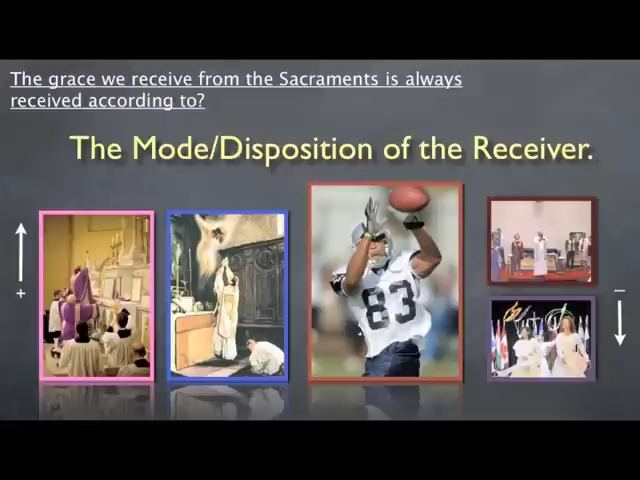 The grace we receive from the Sacraments is always
received according to?
The Mode/Disposition of the Receiver.
+
83
–